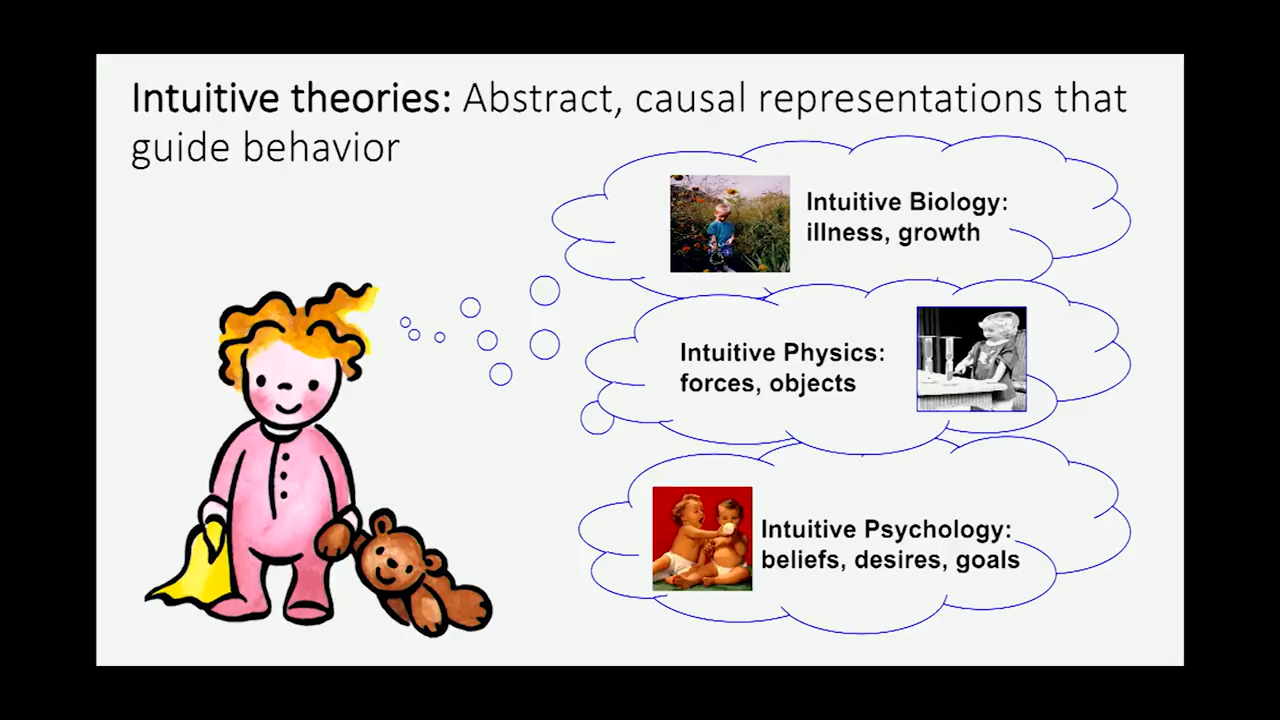 Intuitive theories: Abstract, causal representations that
guide behavior
Intuitive Biology:
illness, growth
Intuitive Physics:
forces, objects
Intuitive Psychology:
beliefs, desires, goals